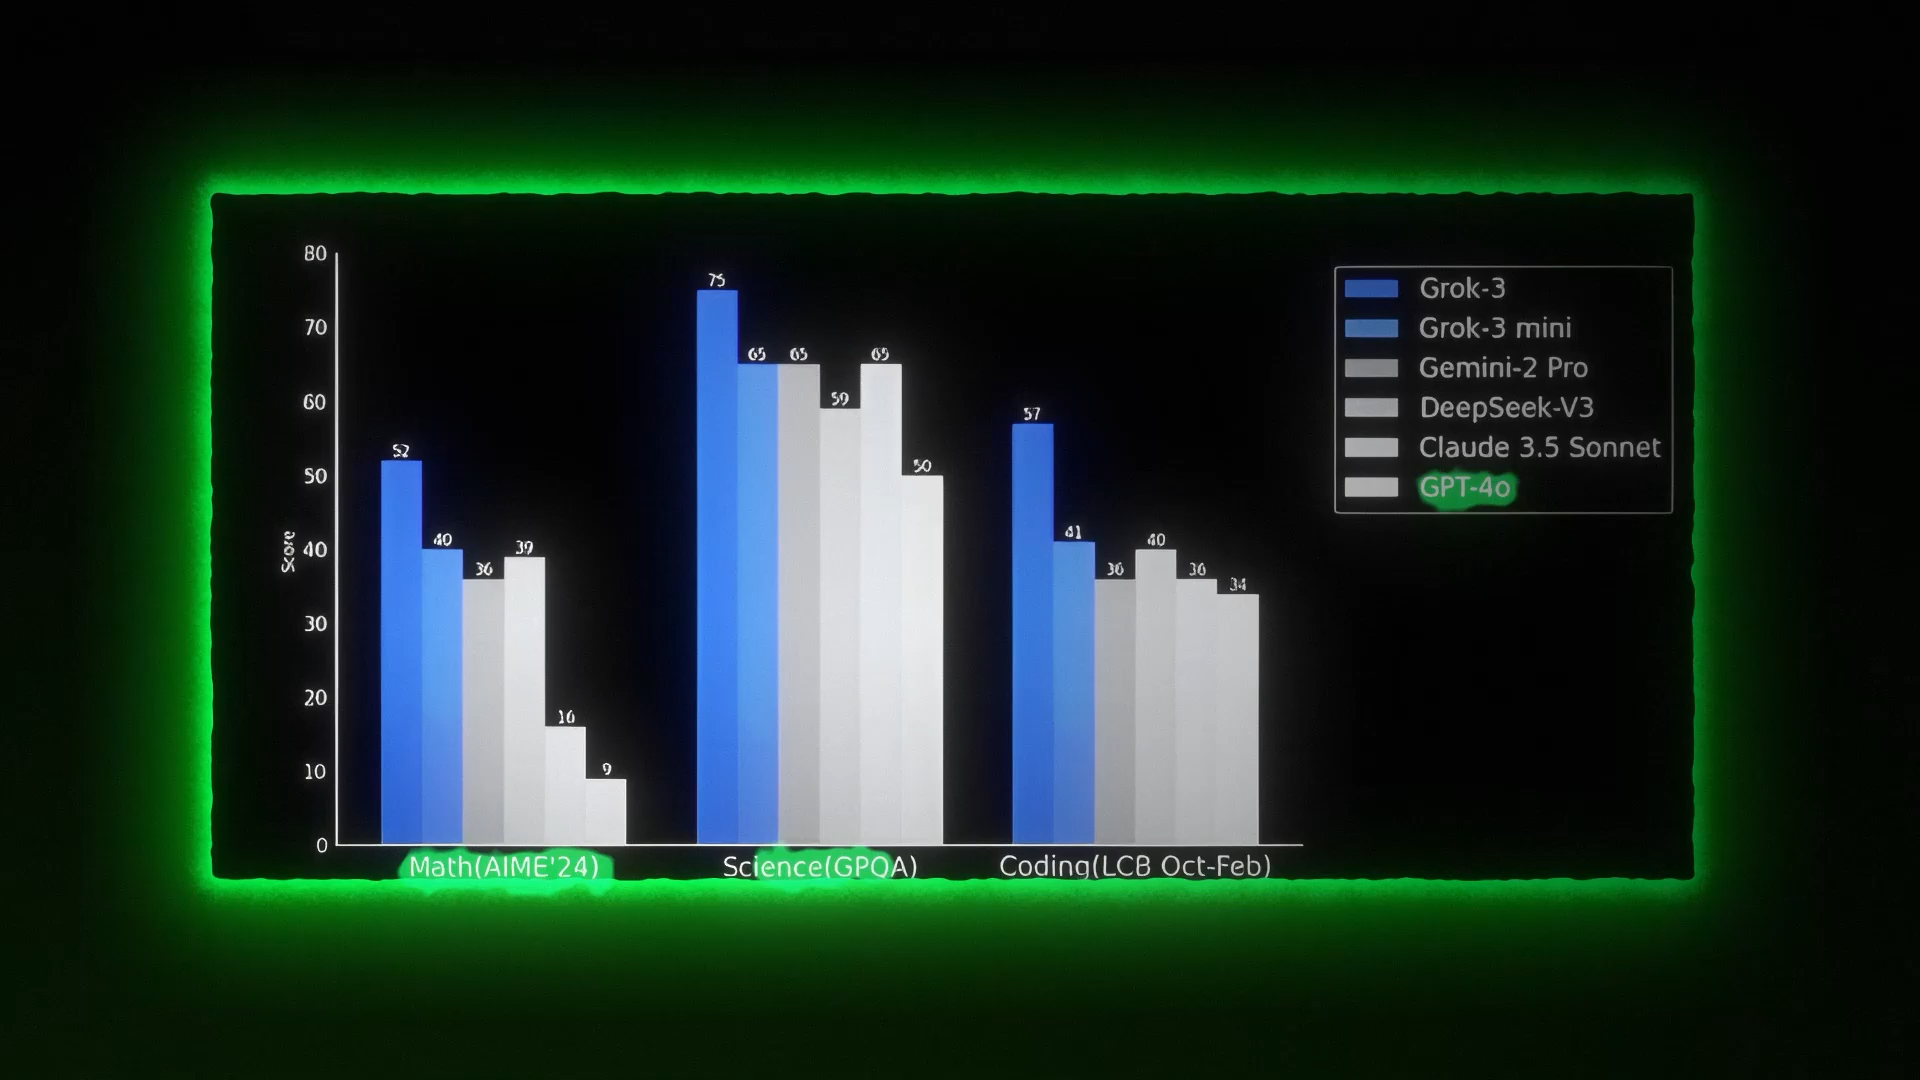 80
70
60
50
40
30
20
10
0
Score
52
40
36
39
16
9
75
65
65
59
65
50
57
41
36
40
36
34
Math(AIME'24)
Science(GPQA)
Coding(LCB Oct-Feb)
Grok-3
Grok-3 mini
Gemini-2 Pro
DeepSeek-V3
Claude 3.5 Sonnet
GPT-4o